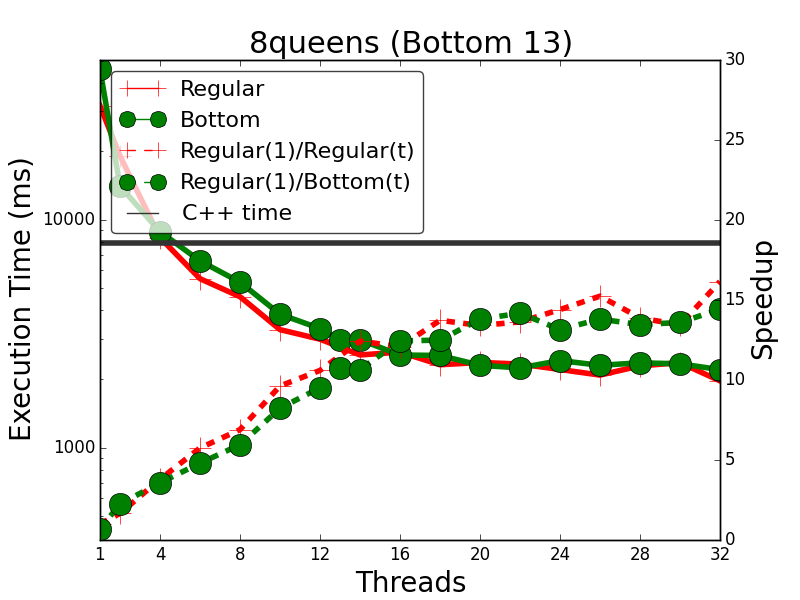 8queens (Bottom 13)
Execution Time (ms)
10000
1000
Regular
Bottom
Regular(1)/Regular(t)
Regular(1)/Bottom(t)
C++ time
30
25
20
15
10
5
0
Speedup
1 4 8 12 16 20 24 28 32
Threads